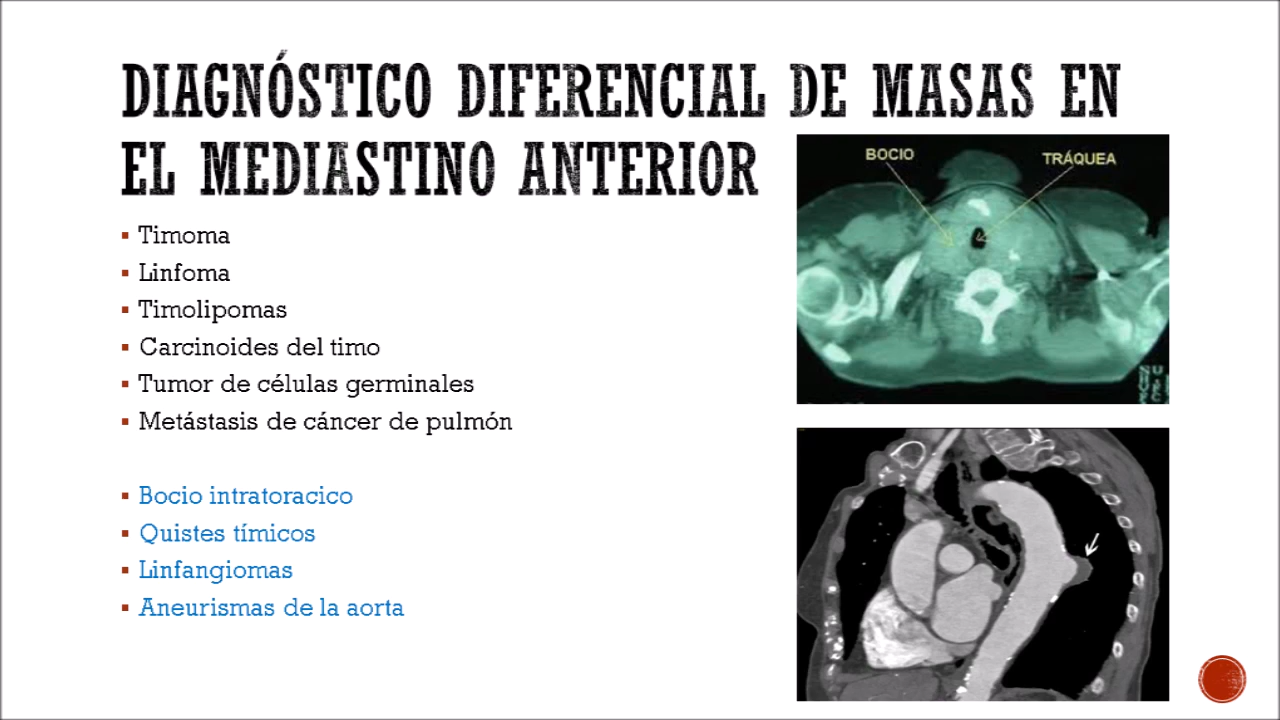 DIAGNÓSTICO DIFERENCIAL DE MASAS EN
EL MEDIASTINO ANTERIOR
Timoma
Linfoma
Timolipomas
Carcinoides del timo
Tumor de células germinales
Metástasis de cáncer de pulmón
Bocio intratoracico
Quistes tímicos
Linfangiomas
Aneurismas de la aorta
BOCIO
TRÁQUEA